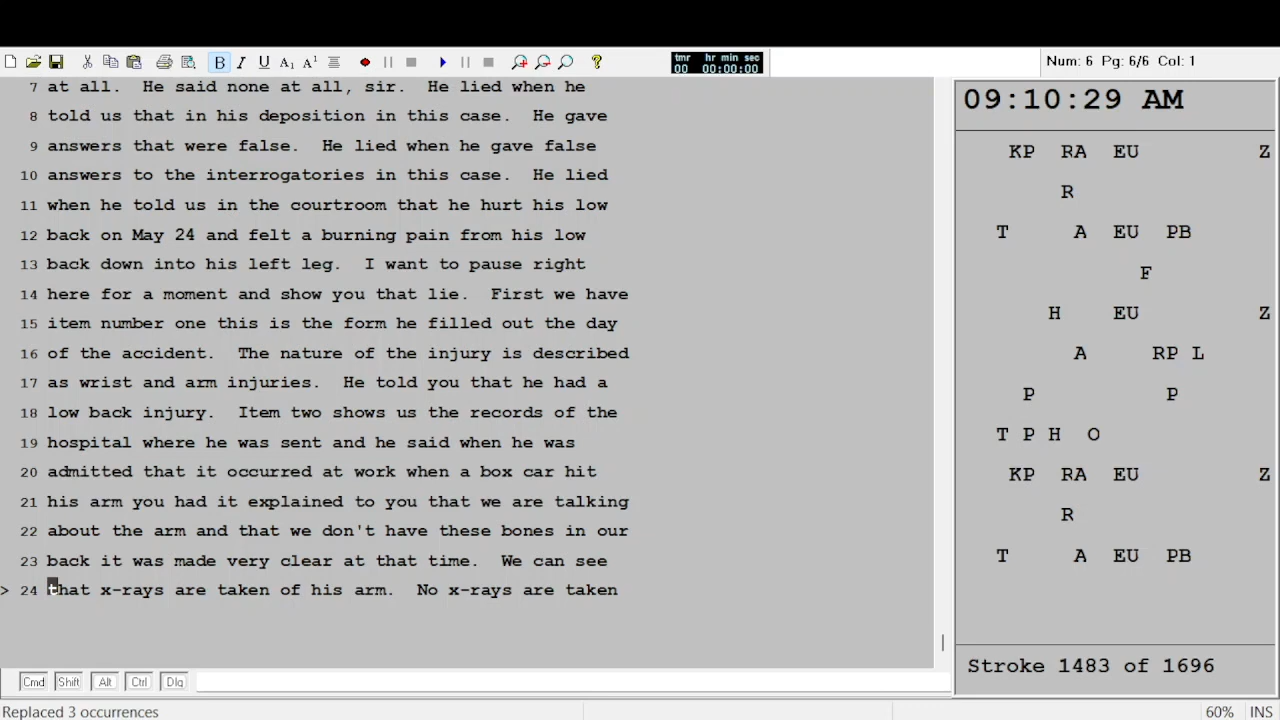 B I U A1 A1 tmr hr min sec Num: 6 Pg: 6/6 Col: 1
00 00:00:00
7 at all. He said none at all, sir. He lied when he
8 told us that in his deposition in this case. He gave
9 answers that were false. He lied when he gave false
10 answers to the interrogatories in this case. He lied
11 when he told us in the courtroom that he hurt his low
12 back on May 24 and felt a burning pain from his low
13 back down into his left leg. I want to pause right
14 here for a moment and show you that lie. First we have
15 item number one this is the form he filled out the day
16 of the accident. The nature of the injury is described
17 as wrist and arm injuries. He told you that he had a
18 low back injury. Item two shows us the records of the
19 hospital where he was sent and he said when he was
20 admitted that it occurred at work when a box car hit
21 his arm you had it explained to you that we are talking
22 about the arm and that we don't have these bones in our
23 back it was made very clear at that time. We can see
> 24 that x-rays are taken of his arm. No x-rays are taken
09:10:29 AM
KP RA EU Z
R
T A EU PB
F
H EU Z
A RP L
P P
T P H O
KP RA EU Z
R
T A EU PB
Stroke 1483 of 1696
Cmd Shift Alt Ctrl Dlg
Replaced 3 occurrences 60% INS